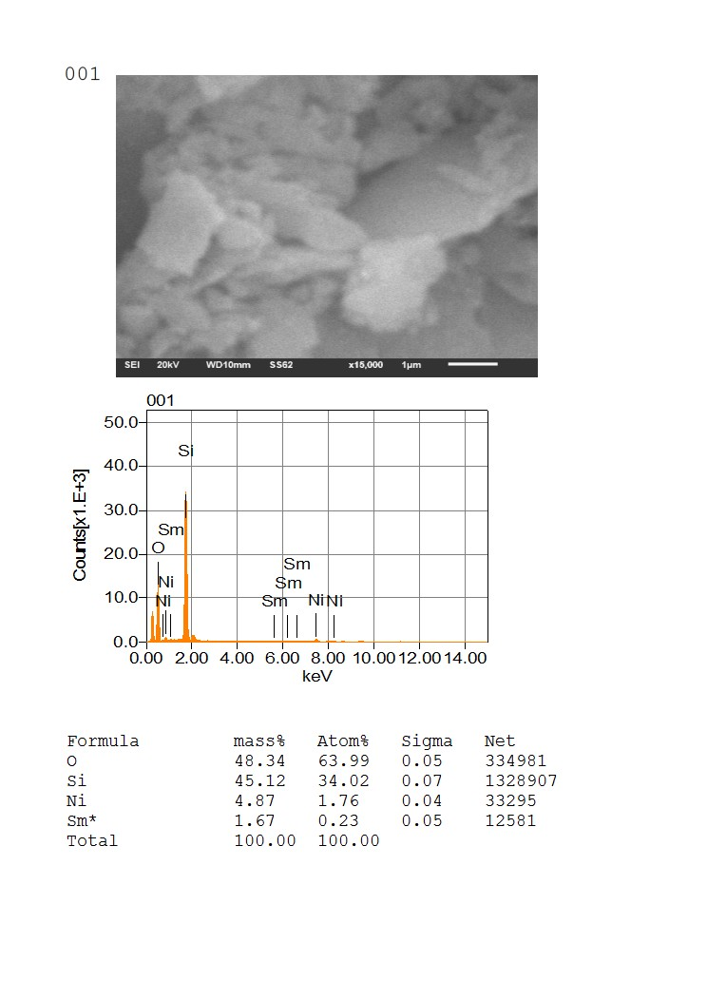 001
SEI 20kV WD10mm SS62 x15,000 1µm
001
50.0
40.0
30.0
20.0
10.0
0.0
Counts[x1.E+3]
Si
Sm
O
Ni
Ni
Sm
Sm
Sm
Ni Ni
0.00 2.00 4.00 6.00 8.00 10.00 12.00 14.00
keV
Formula mass% Atom% Sigma Net
O 48.34 63.99 0.05 334981
Si 45.12 34.02 0.07 1328907
Ni 4.87 1.76 0.04 33295
Sm* 1.67 0.23 0.05 12581
Total 100.00 100.00